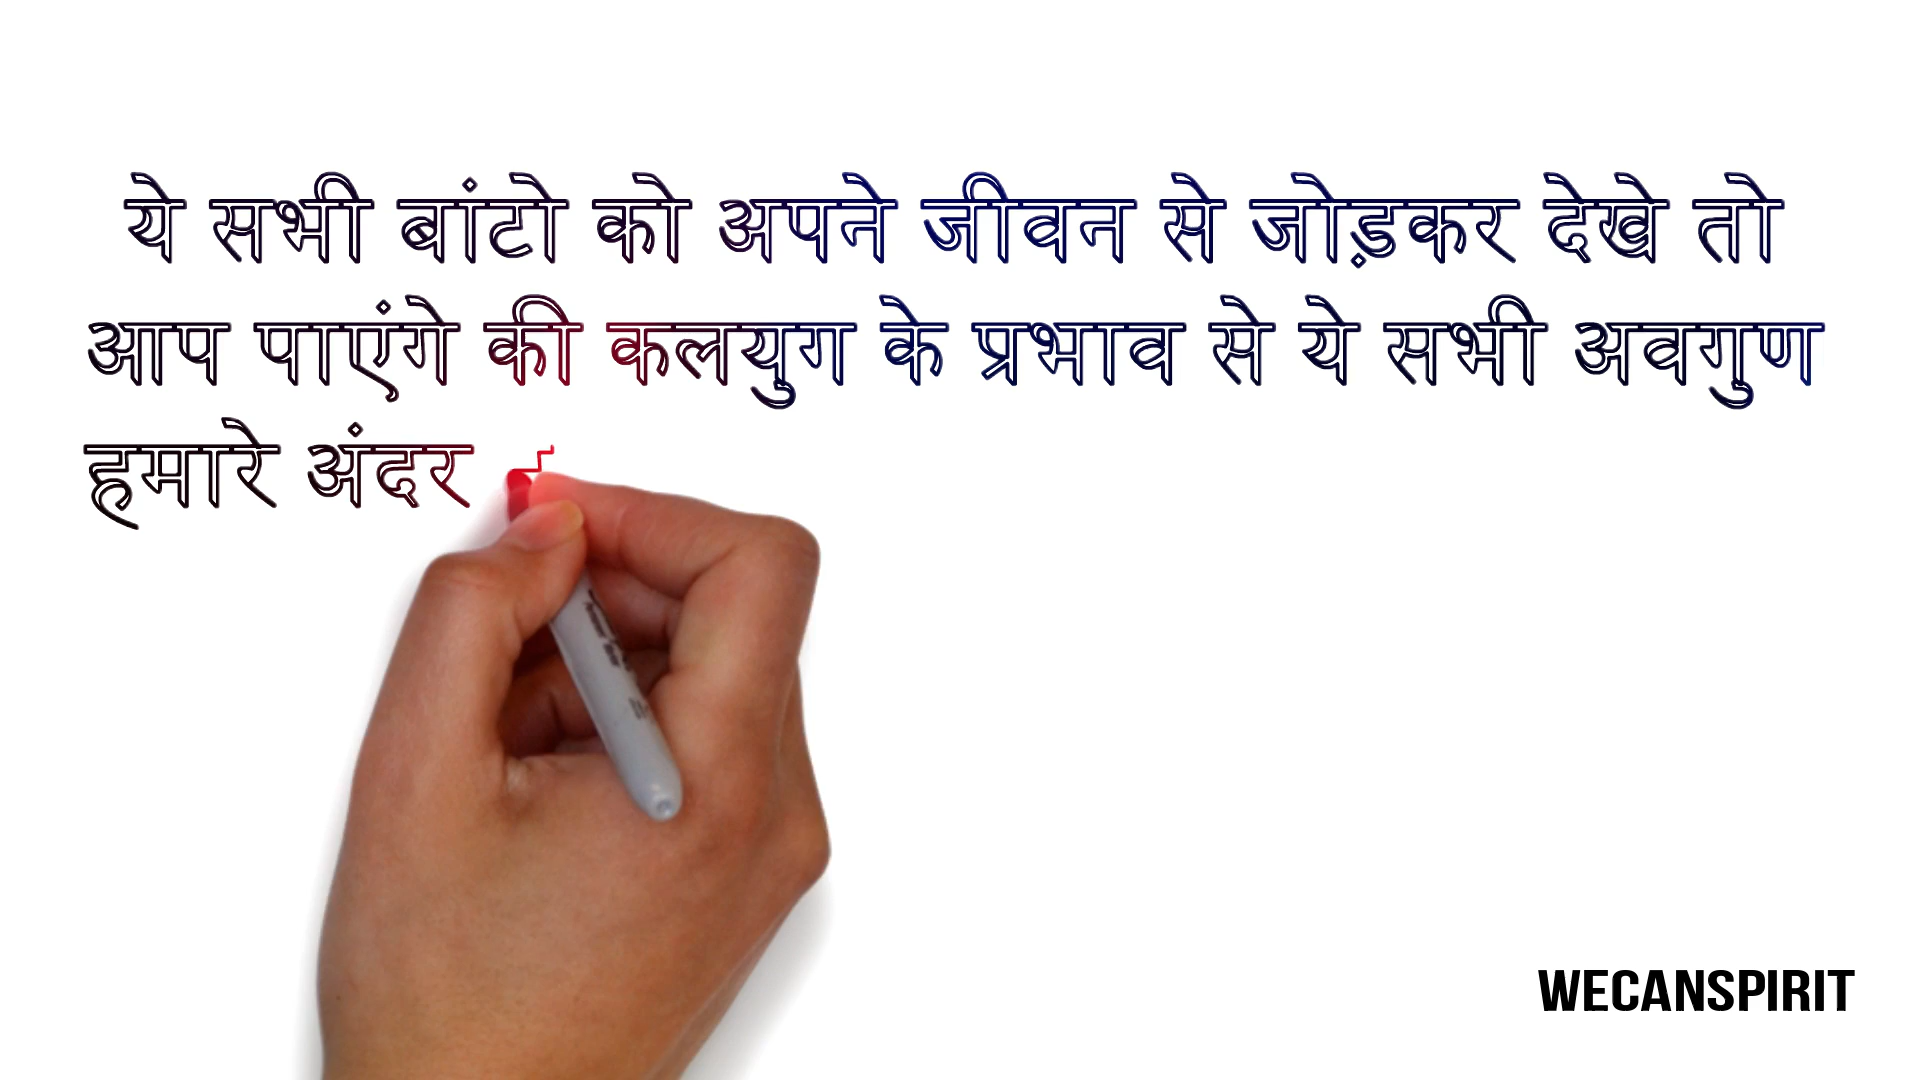 ये सभी बांटो को अपने जीवन से जोड़कर देखे तो
आप पाएंगे की कलयुग के प्रभाव से ये सभी अवगुण
हमारे अंदर
WECANSPIRIT